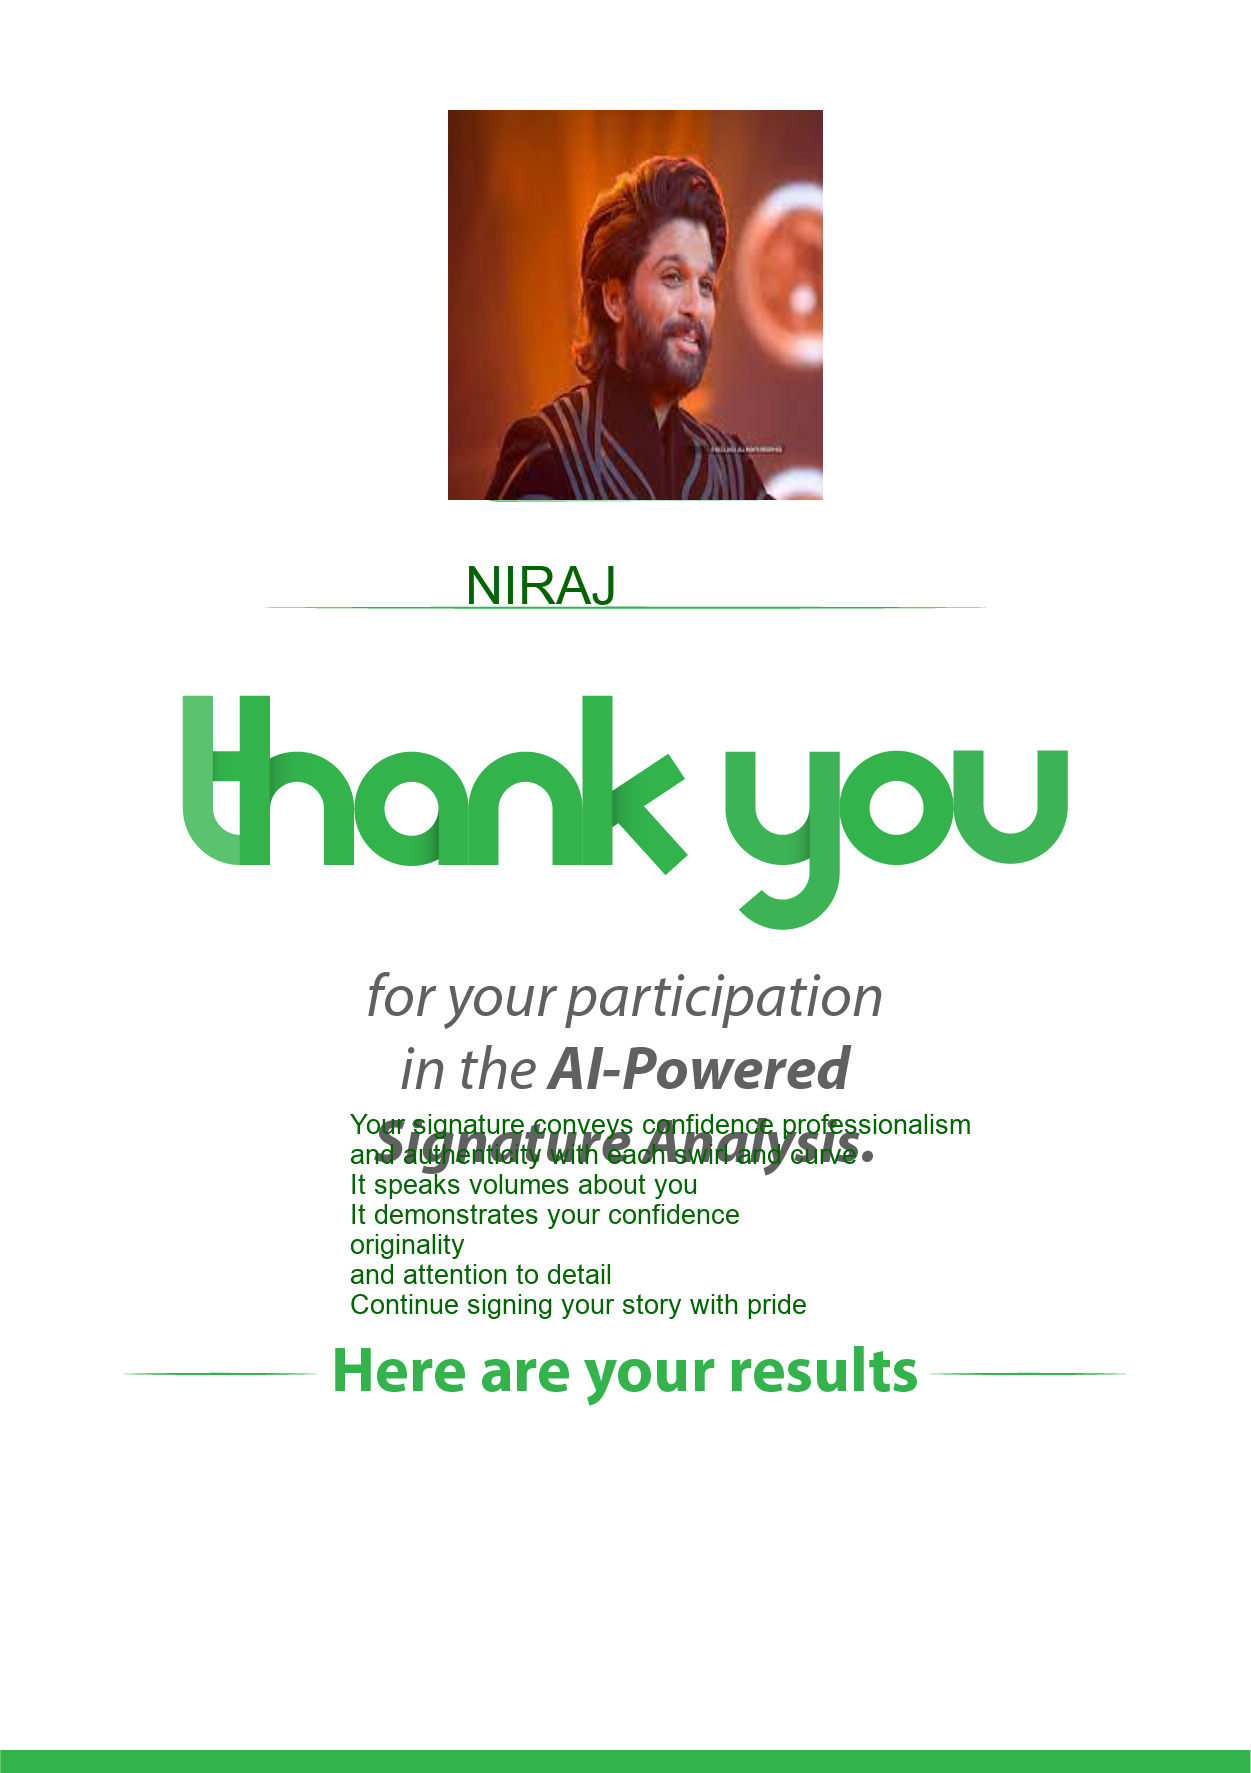 NIRAJ
thank you
for your participation
in the AI-Powered
Signature Analysis.
Your signature conveys confidence professionalism
and authenticity with each swirl and curve
It speaks volumes about you
It demonstrates your confidence
originality
and attention to detail
Continue signing your story with pride
Here are your results